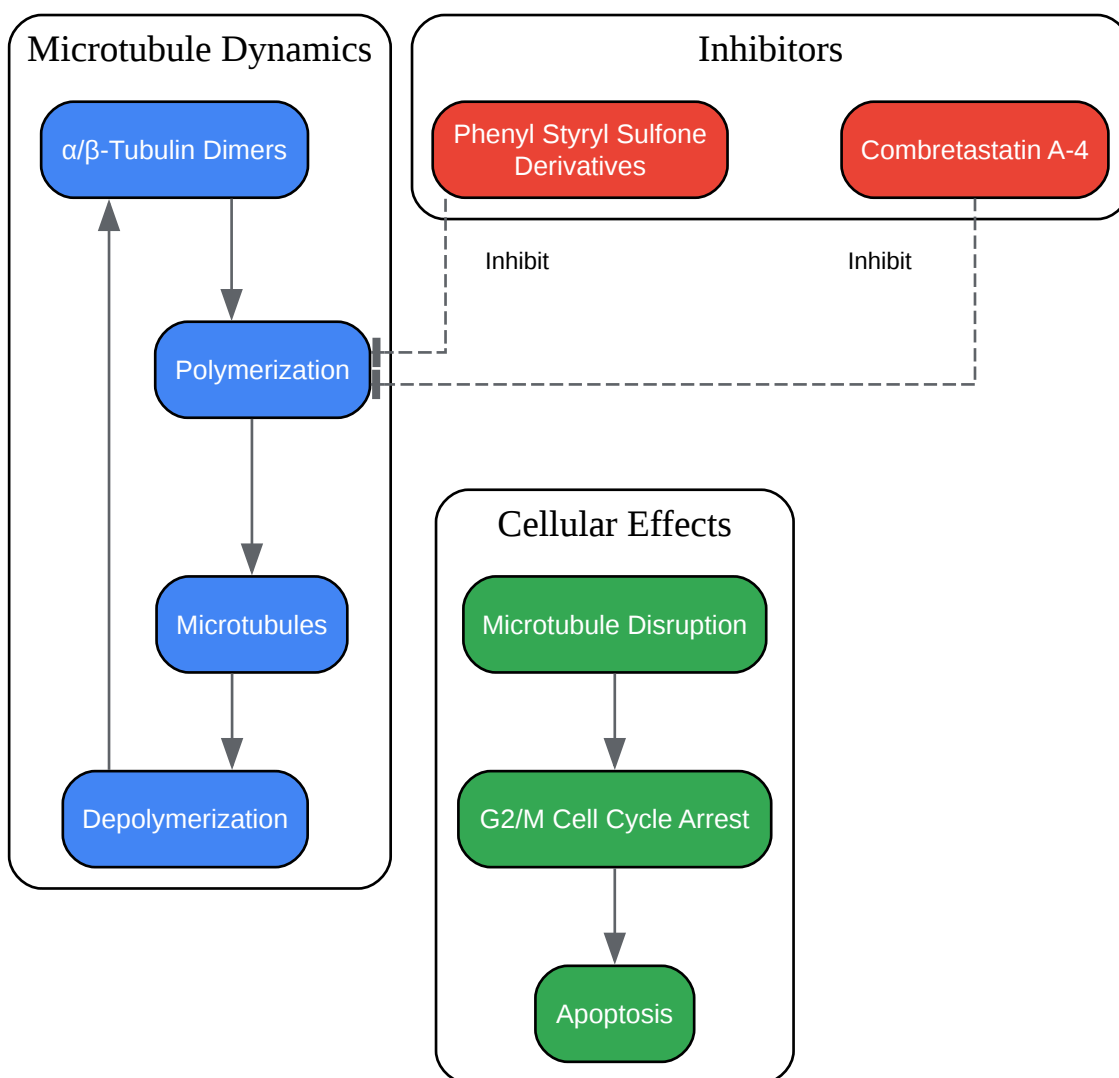 Microtubule Dynamics
α/β-Tubulin Dimers
Polymerization
Microtubules
Depolymerization
Inhibitors
Phenyl Styryl Sulfone
Derivatives
Combretastatin A-4
Inhibit
Inhibit
Cellular Effects
Microtubule Disruption
G2/M Cell Cycle Arrest
Apoptosis